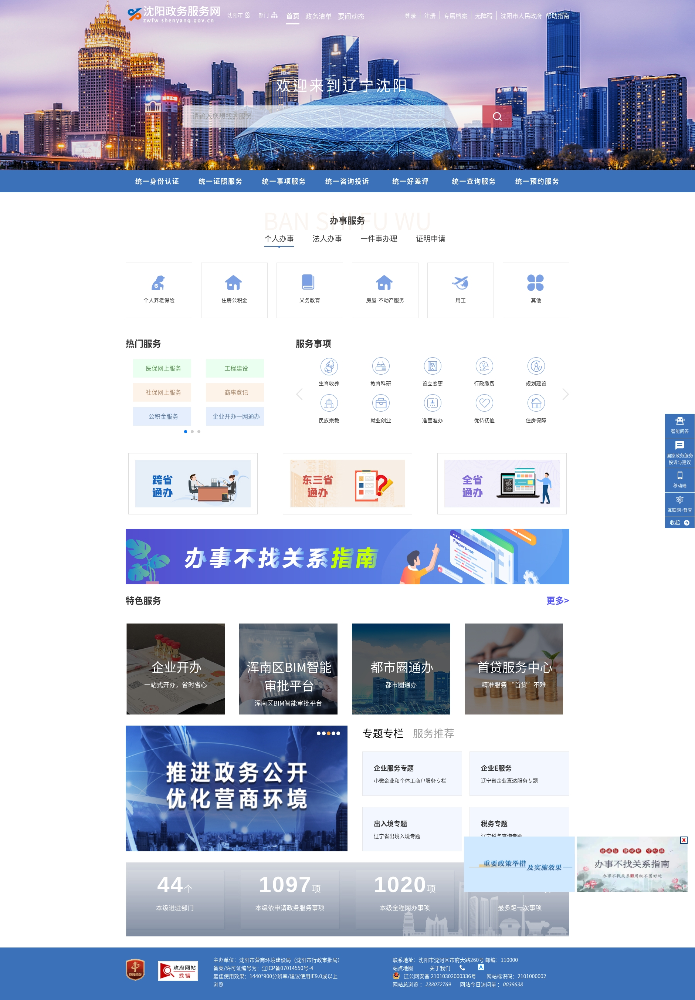 沈阳政务服务网
zwfw.shenyang.gov.cn
沈阳市 部门 首页 政务清单 要闻动态 登录 注册 专属档案 无障碍 沈阳市人民政府 帮助指南
欢迎来到辽宁沈阳
请输入您想找的服务
统一身份认证 统一证照服务 统一事项服务 统一咨询投诉 统一好差评 统一查询服务 统一预约服务
BAN SHI FU WU
办事服务
个人办事 法人办事 一件事办理 证明申请
个人养老保险 住房公积金 义务教育 房屋-不动产服务 用工 其他
热门服务
医保网上服务 工程建设
社保网上服务 商事登记
公积金服务 企业开办一网通办
服务事项
生育收养 教育科研 设立变更 行政缴费 规划建设
民族宗教 就业创业 准营准办 优待抚恤 住房保障
智能问答
国家政务服务
投诉与建议
移动端
互联网+督查
收起
跨省
通办
东三省
通办
全省
通办
办事不找关系指南
fingerpost
特色服务 更多>
企业开办
一站式开办，省时省心
浑南区BIM智能
审批平台
浑南区BIM智能审批平台
都市圈通办
都市圈通办
首贷服务中心
精准服务 “首贷”不难
推进政务公开
优化营商环境
专题专栏 服务推荐
企业服务专题
小微企业和个体工商户服务专栏
企业E服务
辽宁省企业直达服务专题
出入境专题
辽宁省出境入境专题
税务专题
辽宁税务查询专题
重要政策举措
及实施效果
X
讲诚信 懂规矩 守纪律
办事不找关系指南
办事不找关系 用权不图好处
44个
本级进驻部门
1097项
本级依申请政务服务事项
1020项
本级全程网办事项
最多跑一次事项
党政机关
政府网站
找错
主办单位：沈阳市营商环境建设局（沈阳市行政审批局）
备案/许可证编号为：辽ICP备07014550号-4
最佳使用效果：1440*900分辨率/建议使用IE9.0或以上
浏览
联系地址：沈阳市沈河区市府大路260号 邮编：110000
站点地图 关于我们
辽公网安备 21010302000336号 网站标识码：2101000002
网站总浏览 ：238072769 网站今日访问量 ：0039638